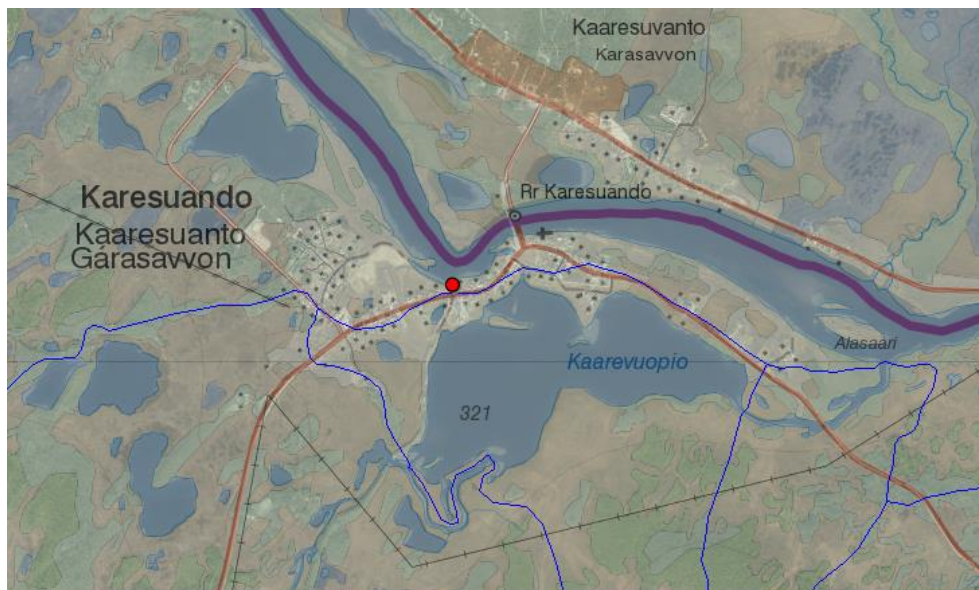 Kaaresuvanto
Karasavvon
Karesuando
Kaaresuanto
Gárasavvon
Rr Karesuando
Alasaari
Kaarevuopio
321